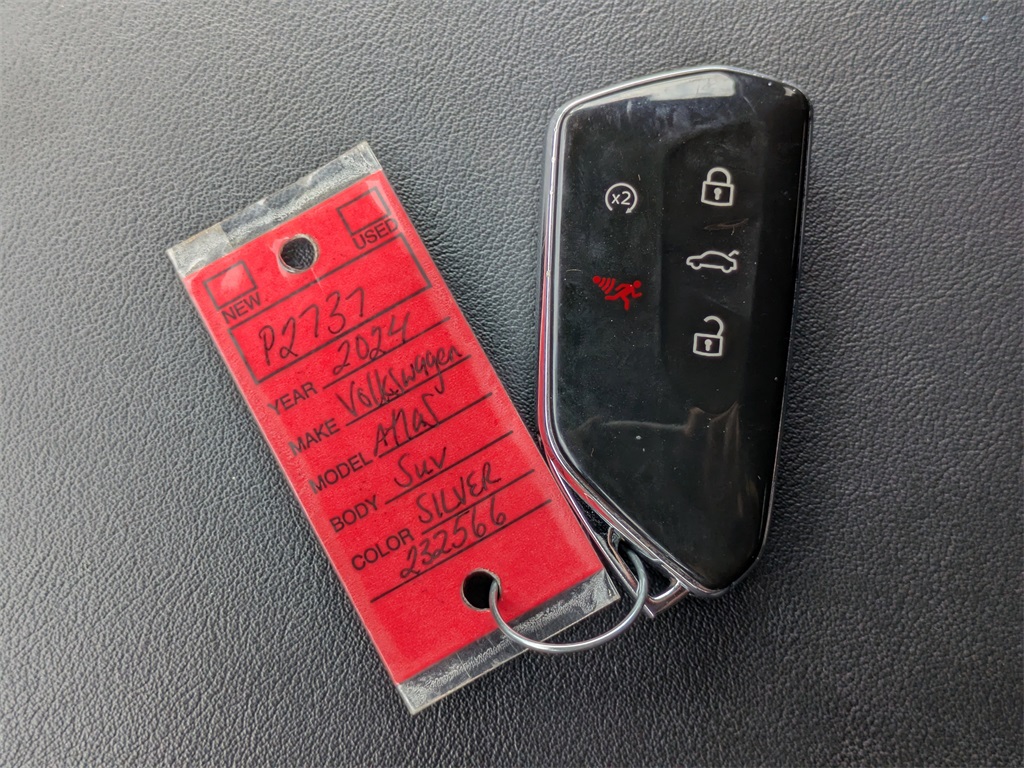 NEW USED
P2737
YEAR 2024
MAKE Volkswagen
MODEL Atlas
BODY Suv
COLOR SILVER
232566
x2